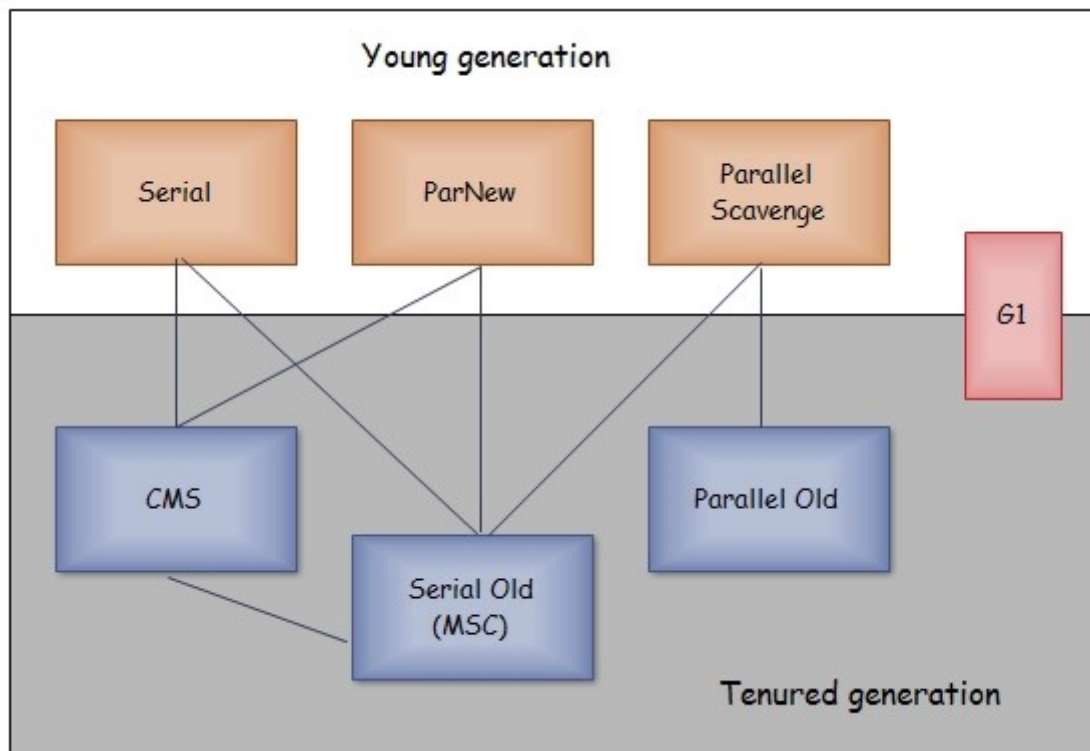 Young generation
Serial
ParNew
Parallel
Scavenge
G1
CMS
Parallel Old
Serial Old
(MSC)
Tenured generation